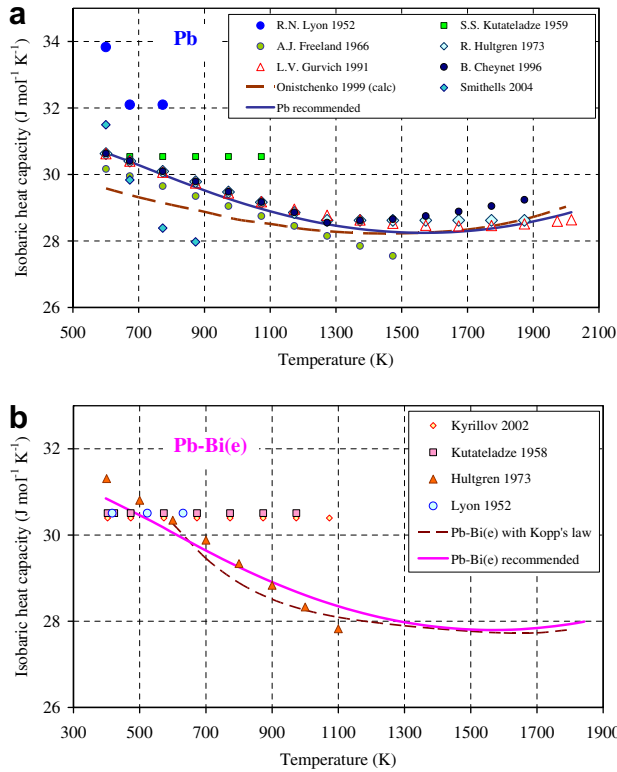 a
Pb
R.N. Lyon 1952
S.S. Kutateladze 1959
A.J. Freeland 1966
R. Hultgren 1973
L.V. Gurvich 1991
B. Cheynet 1996
Onistchenko 1999 (calc)
Smithells 2004
Pb recommended
Isobaric heat capacity (J mol⁻¹ K⁻¹)
34
32
30
28
26
500 700 900 1100 1300 1500 1700 1900 2100
Temperature (K)
b
Pb-Bi(e)
Kyrillov 2002
Kutateladze 1958
Hultgren 1973
Lyon 1952
Pb-Bi(e) with Kopp's law
Pb-Bi(e) recommended
Isobaric heat capacity (J mol⁻¹ K⁻¹)
32
30
28
26
300 500 700 900 1100 1300 1500 1700 1900
Temperature (K)